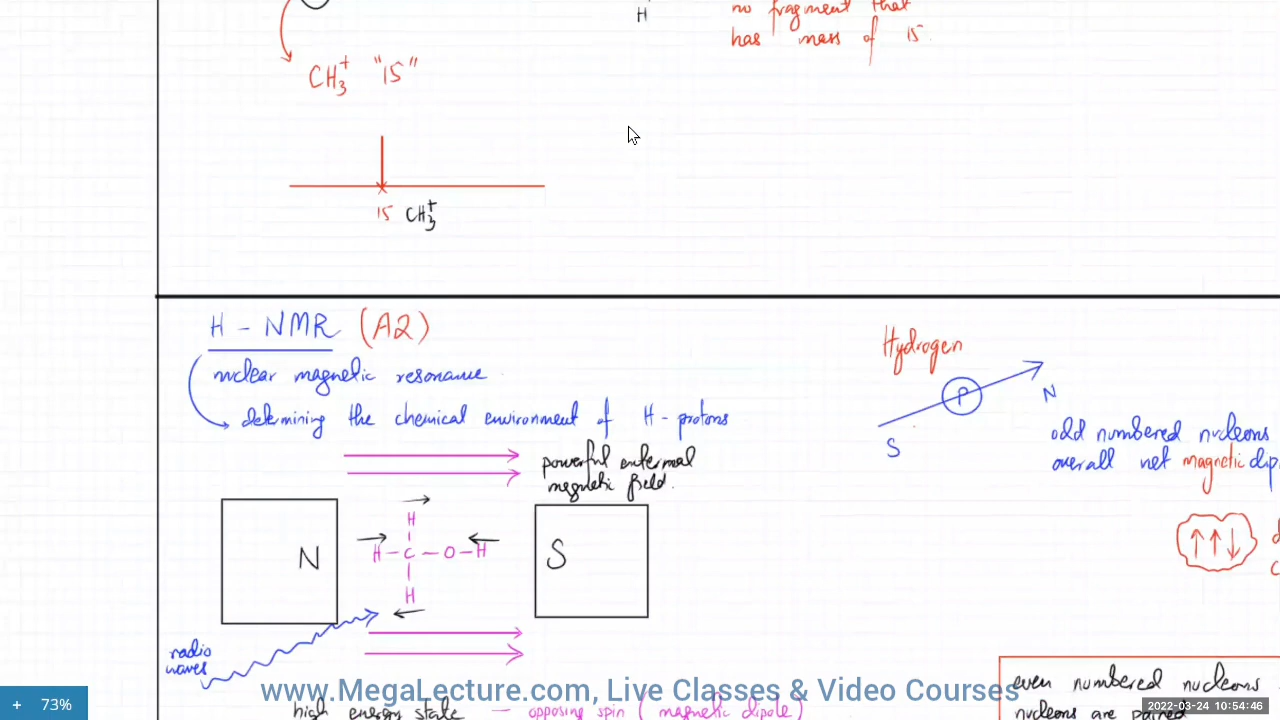 no fragment that
has mass of 15
H
CH3+ "15"
15 CH3+
H - NMR (A2)
nuclear magnetic resonance
determining the chemical environment of H - protons
powerful external
magnetic field.
N
H
H - C - O - H
H
S
radio
waves
high energy state - opposing spin (magnetic dipole)
Hydrogen
P
N
S
odd numbered nucleons
overall net magnetic dip
even numbered nucleons
nucleons are paired
www.MegaLecture.com, Live Classes & Video Courses
2022-03-24 10:54:46
+ 73%